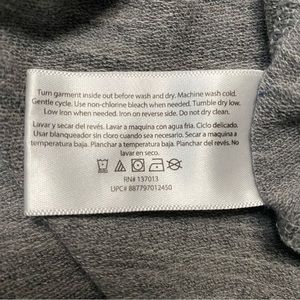 Turn garment inside out before wash and dry. Machine wash cold.
Gentle cycle. Use non-chlorine bleach when needed. Tumble dry low.
Low iron when needed. Iron on reverse side. Do not dry clean.
Lavar y secar del revés. Lavar a maquina con agua fria. Ciclo delicado.
Usar blanqueador sin cloro cuando sea necesario. Secar a maquina a
temperatura baja. Planchar a temperatura baja. Planchar del revés. No
lavar en seco.
RN# 137013
UPC# 887797012450